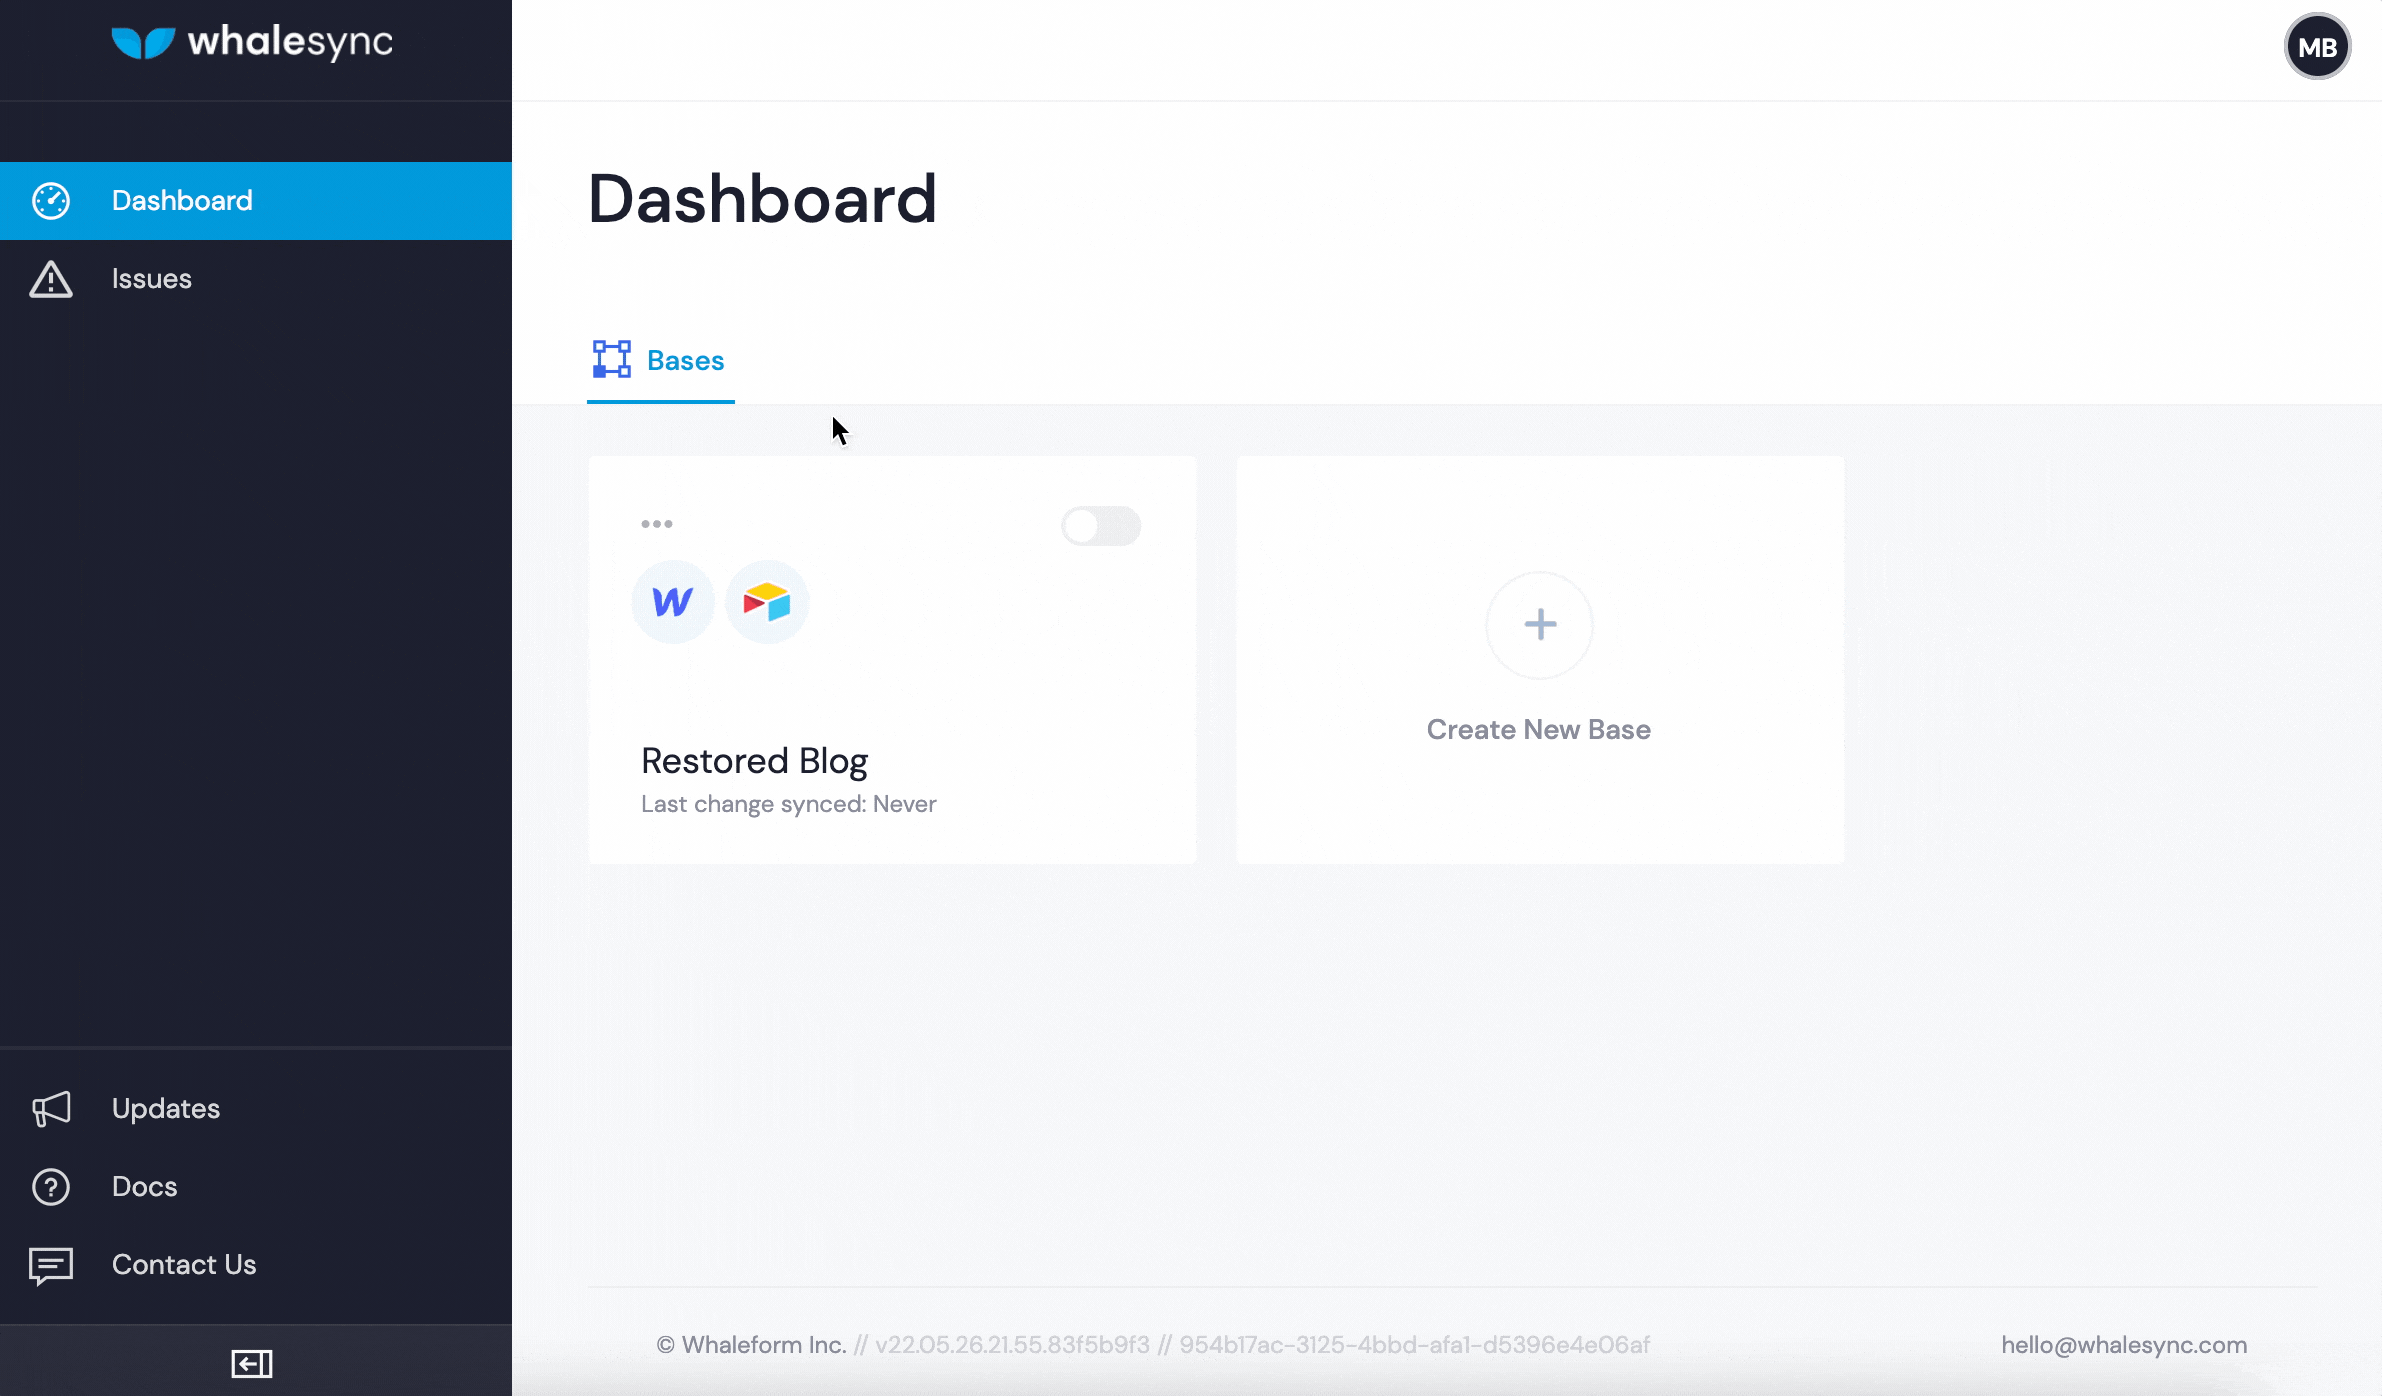 whalesync
MB
Dashboard
Issues
Dashboard
Bases
Restored Blog
Last change synced: Never
Create New Base
Updates
Docs
Contact Us
© Whaleform Inc. // v22.05.26.21.55.83f5b9f3 // 954b17ac-3125-4bbd-afa1-d5396e4e06af
hello@whalesync.com